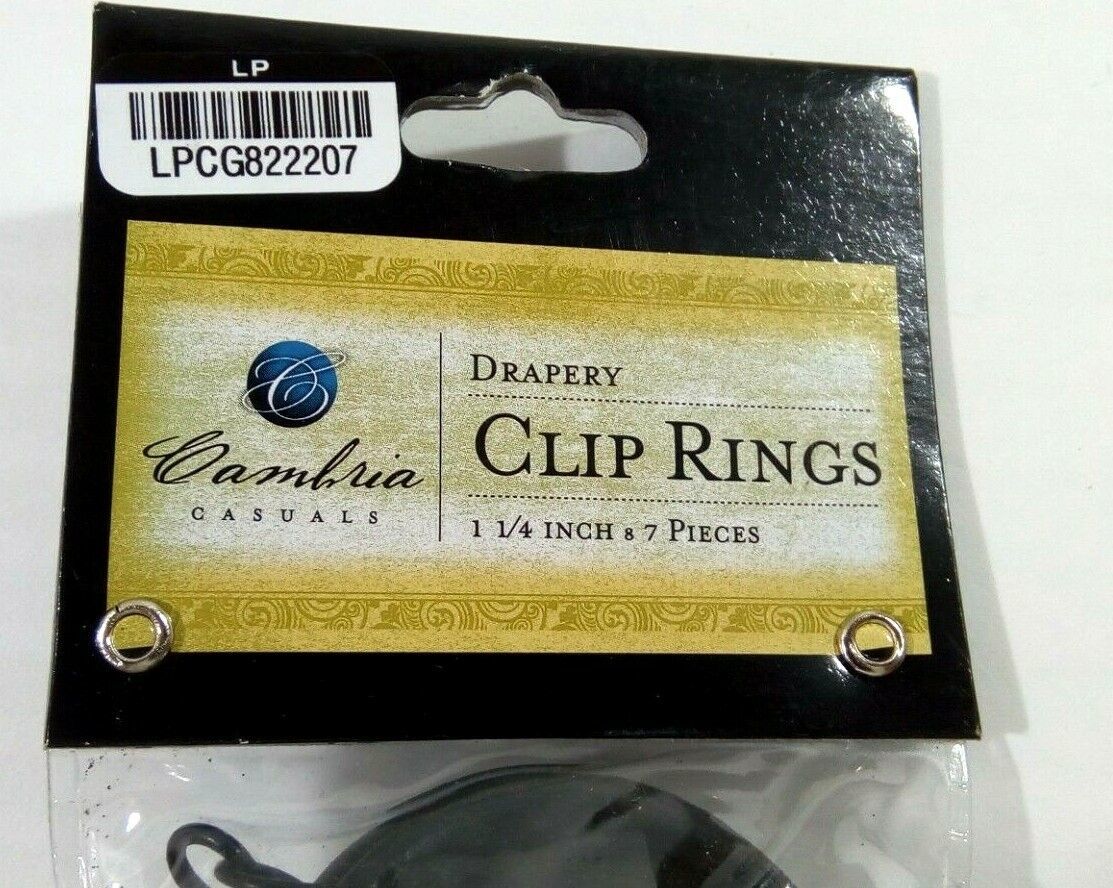 LP
LPCG822207
C
Cambria
CASUALS
DRAPERY
CLIP RINGS
1 1/4 INCH 8 7 PIECES